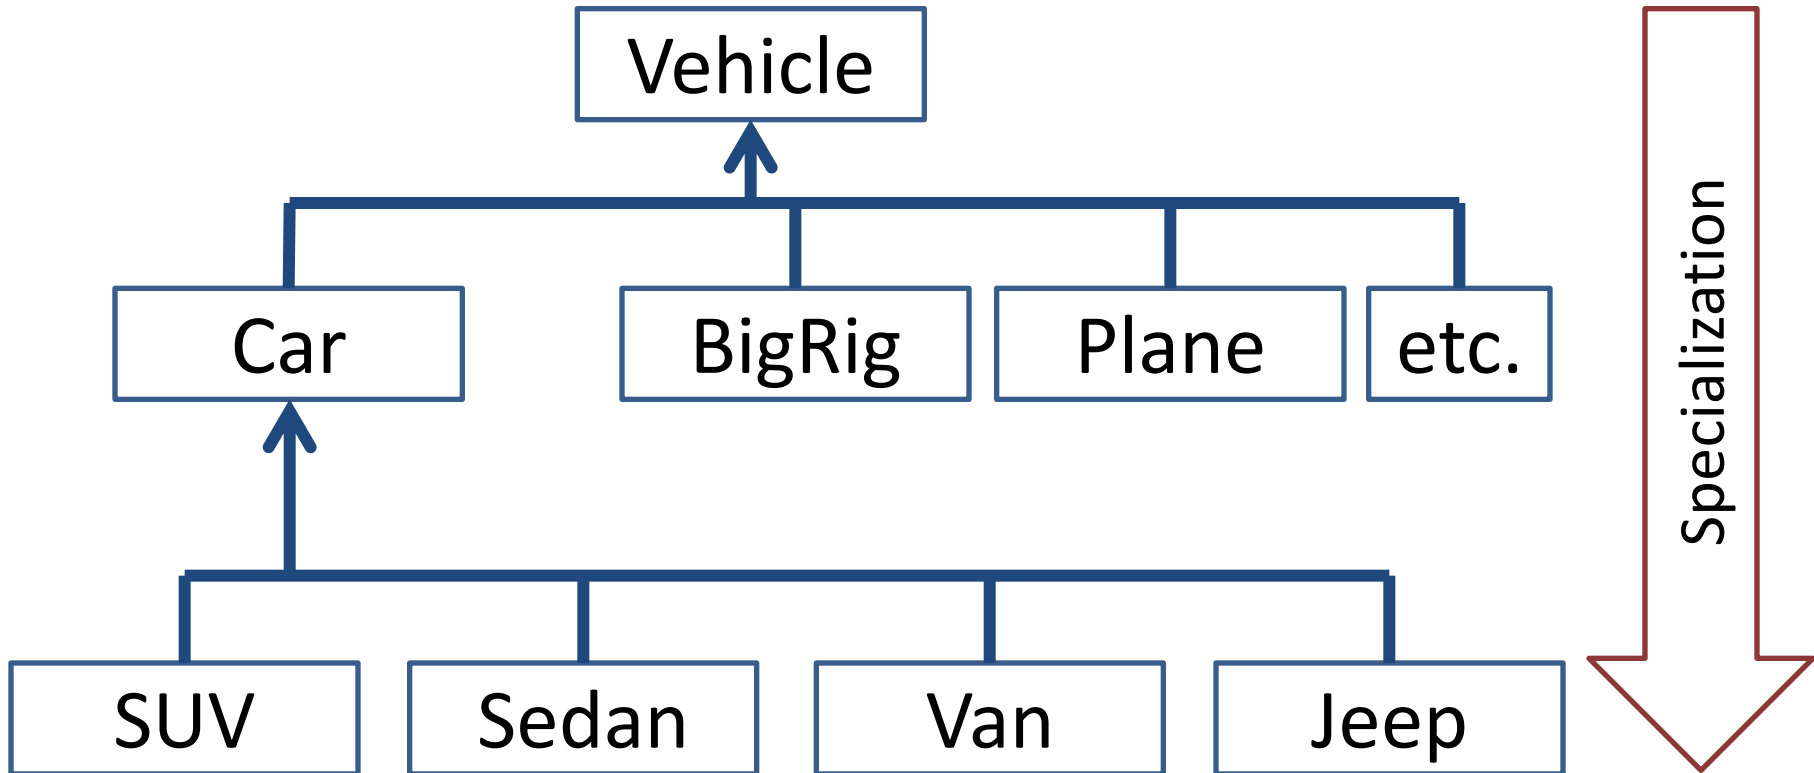 Vehicle
Car
BigRig
Plane
etc.
SUV
Sedan
Van
Jeep
Specialization